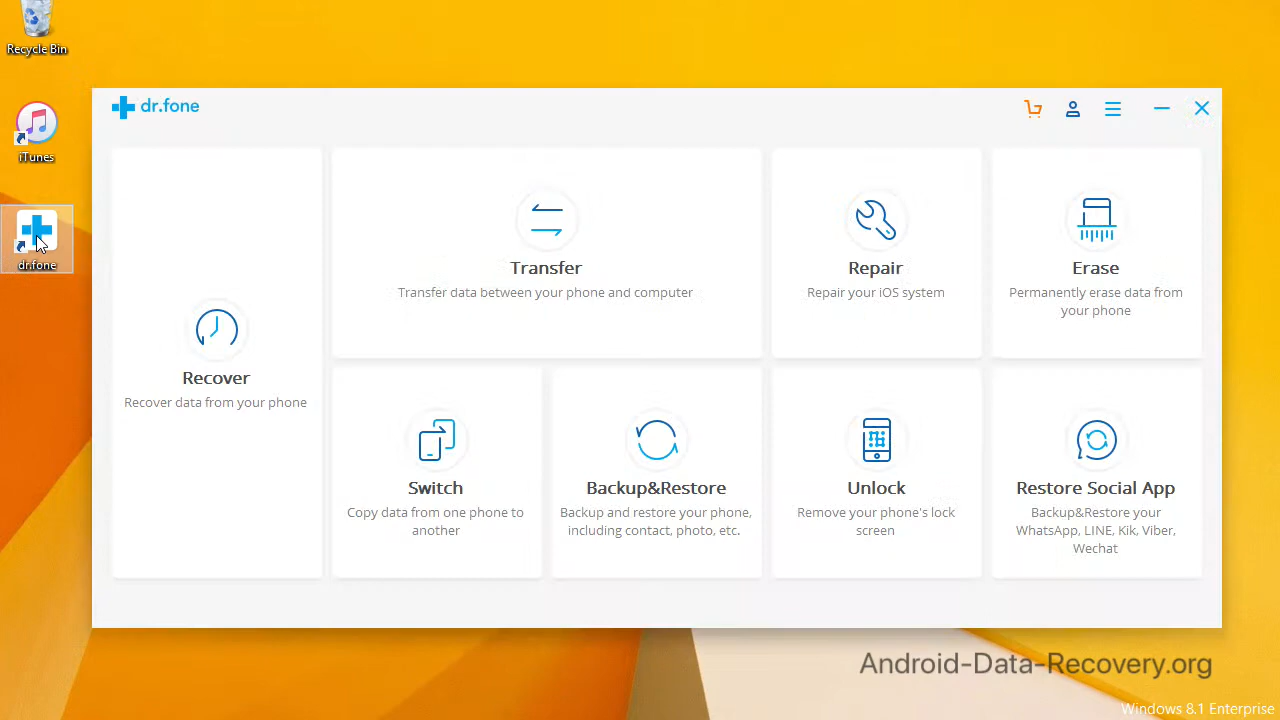 Recycle Bin
iTunes
dr.fone
dr.fone
Recover
Recover data from your phone
Transfer
Transfer data between your phone and computer
Repair
Repair your iOS system
Erase
Permanently erase data from
your phone
Switch
Copy data from one phone to
another
Backup&Restore
Backup and restore your phone,
including contact, photo, etc.
Unlock
Remove your phone's lock
screen
Restore Social App
Backup&Restore your
WhatsApp, LINE, Kik, Viber,
Wechat
Android-Data-Recovery.org
Windows 8.1 Enterprise